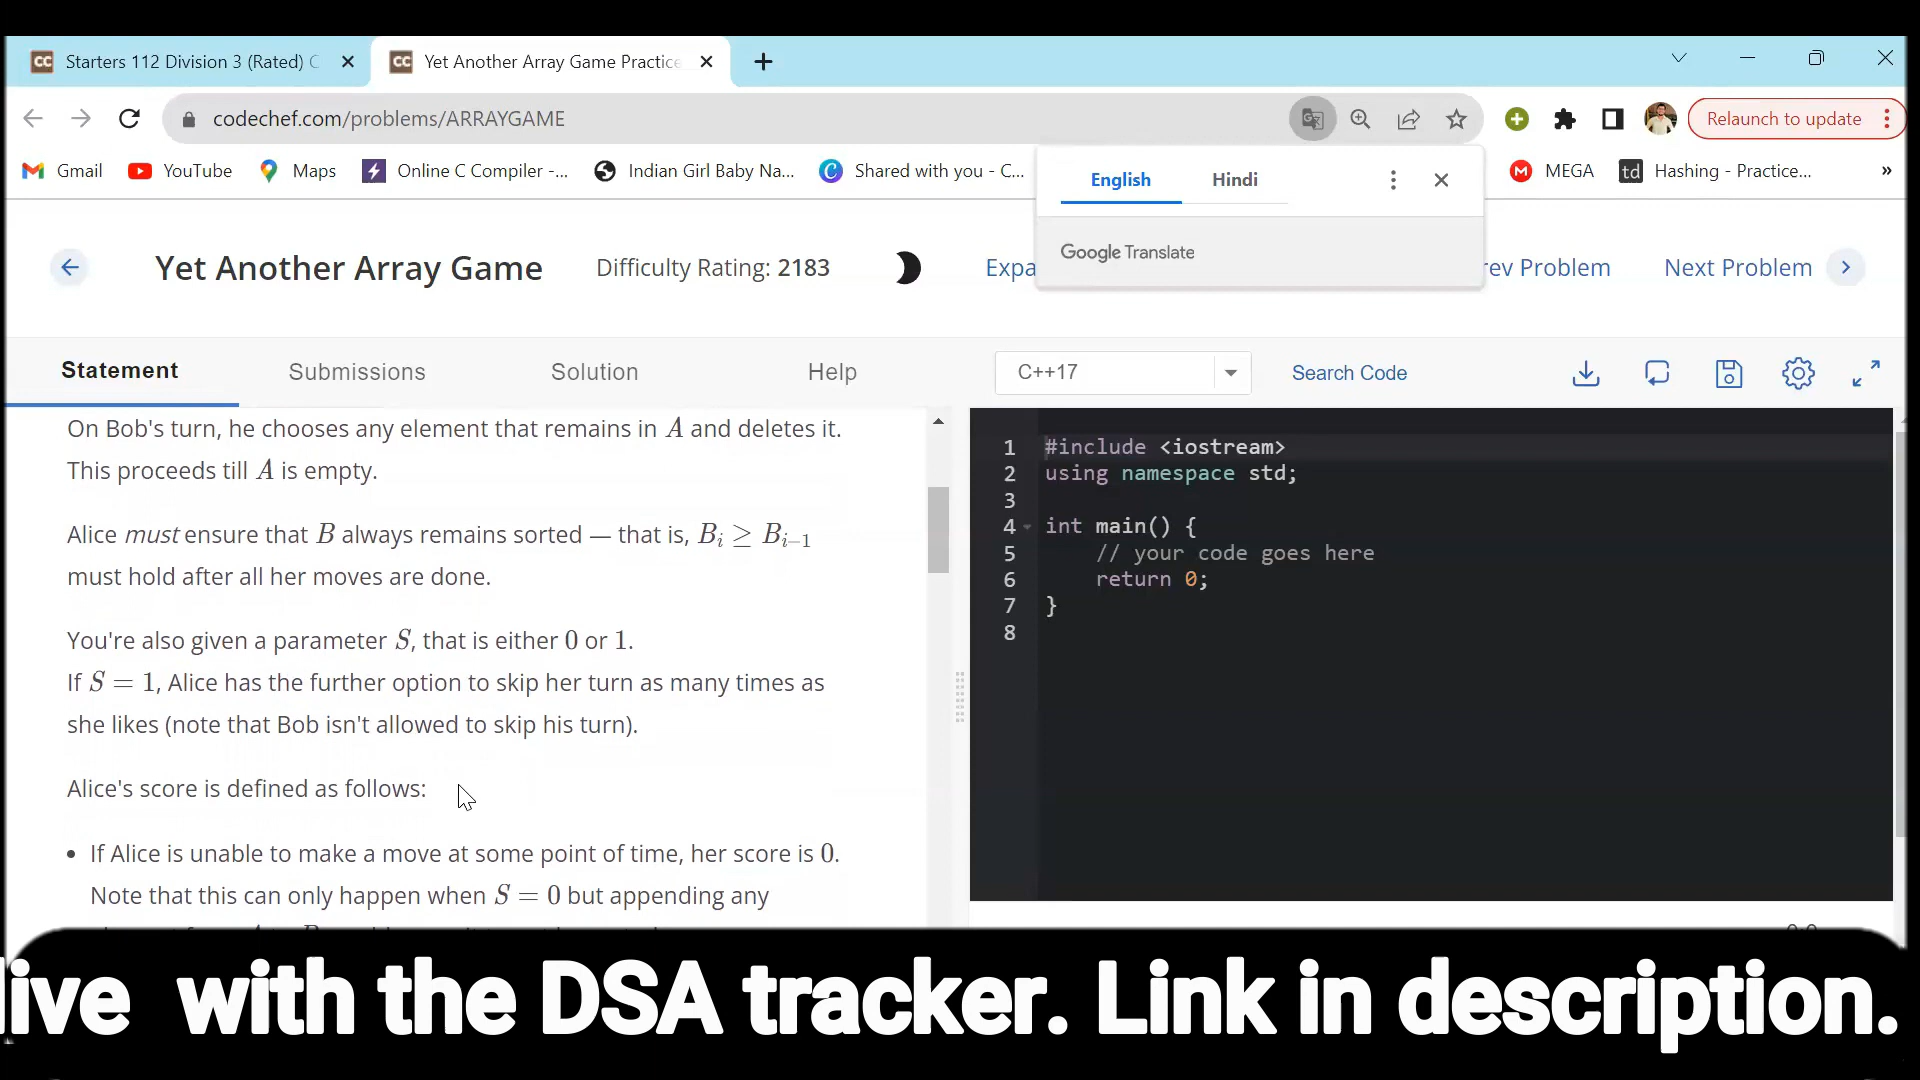 Starters 112 Division 3 (Rated) C
Yet Another Array Game Practice
codechef.com/problems/ARRAYGAME
Relaunch to update
Gmail
YouTube
Maps
Online C Compiler -...
Indian Girl Baby Na...
Shared with you - C...
MEGA
td
Hashing - Practice...
»
English
Hindi
Google Translate
Yet Another Array Game
Difficulty Rating: 2183
Expa
rev Problem
Next Problem
Statement
Submissions
Solution
Help
C++17
Search Code
On Bob's turn, he chooses any element that remains in A and deletes it.
This proceeds till A is empty.
Alice must ensure that B always remains sorted — that is, B_i ≥ B_{i−1}
must hold after all her moves are done.
You're also given a parameter S, that is either 0 or 1.
If S = 1, Alice has the further option to skip her turn as many times as
she likes (note that Bob isn't allowed to skip his turn).
Alice's score is defined as follows:
• If Alice is unable to make a move at some point of time, her score is 0.
Note that this can only happen when S = 0 but appending any
1 #include <iostream>
2 using namespace std;
3
4 int main() {
5 // your code goes here
6 return 0;
7 }
8
live with the DSA tracker. Link in description.